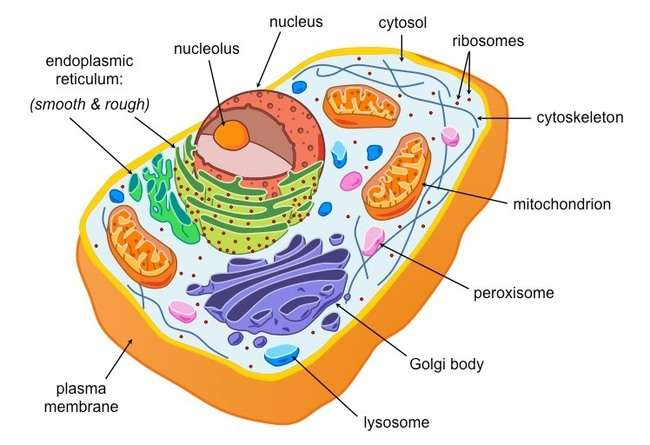 nucleus
cytosol
nucleolus
ribosomes
endoplasmic
reticulum:
(smooth & rough)
cytoskeleton
mitochondrion
peroxisome
Golgi body
plasma
membrane
lysosome